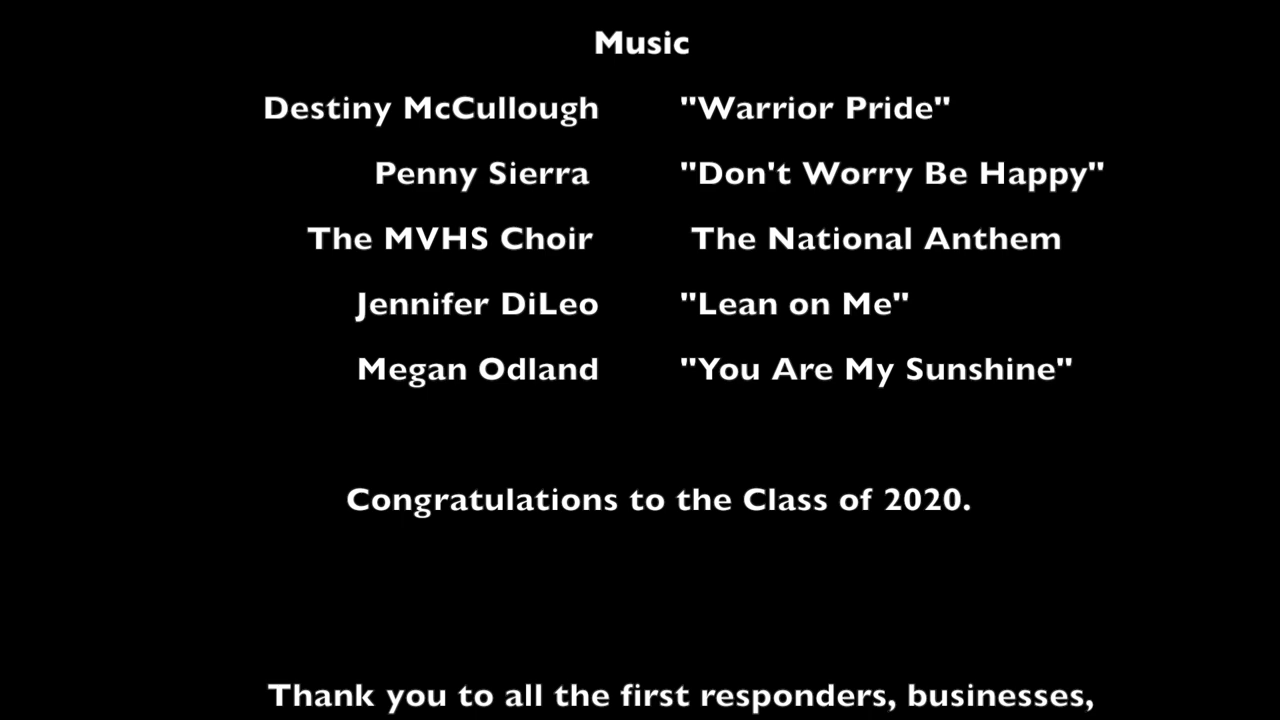 Music
Destiny McCullough "Warrior Pride"
Penny Sierra "Don't Worry Be Happy"
The MVHS Choir The National Anthem
Jennifer DiLeo "Lean on Me"
Megan Odland "You Are My Sunshine"
Congratulations to the Class of 2020.
Thank you to all the first responders, businesses,